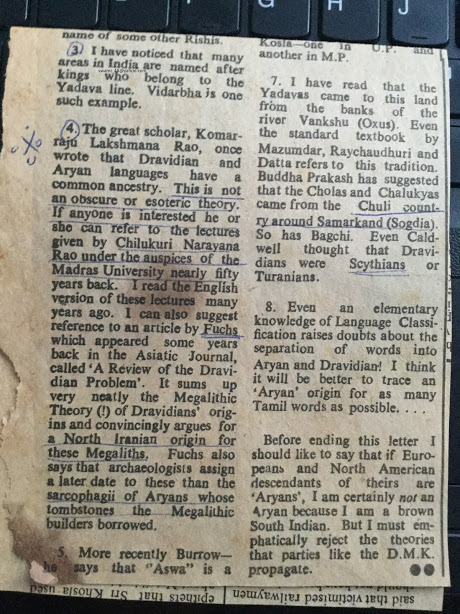 name of some other Rishis.
(3) I have noticed that many
areas in India are named after
kings who belong to the
Yadava line. Vidarbha is one
such example.
(4) The great scholar, Komar-
raju Lakshmana Rao, once
wrote that Dravidian and
Aryan languages have a
common ancestry. This is not
an obscure or esoteric theory.
If anyone is interested he or
she can refer to the lectures
given by Chilukuri Narayana
Rao under the auspices of the
Madras University nearly fifty
years back. I read the English
version of these lectures many
years ago. I can also suggest
reference to an article by Fuchs
which appeared some years
back in the Asiatic Journal,
called 'A Review of the Dravi-
dian Problem'. It sums up
very neatly the Megalithic
Theory (!) of Dravidians' orig-
ins and convincingly argues for
a North Iranian origin for
these Megaliths. Fuchs also
says that archaeologists assign
a later date to these than the
sarcophagii of Aryans whose
tombstones the Megalithic
builders borrowed.
5. More recently Burrow—
he says that "Aswa" is a
Kosla—one in U.P. and
another in M.P.
7. I have read that the
Yadavas came to this land
from the banks of the
river Vankshu (Oxus). Even
the standard textbook by
Mazumdar, Raychaudhuri and
Datta refers to this tradition.
Buddha Prakash has suggested
that the Cholas and Chalukyas
came from the Chuli count-
ry around Samarkand (Sogdia).
So has Bagchi. Even Cald-
well thought that Dravi-
dians were Scythians or
Turanians.
8. Even an elementary
knowledge of Language Classi-
fication raises doubts about the
separation of words into
Aryan and Dravidian! I think
it will be better to trace an
'Aryan' origin for as many
Tamil words as possible. . . .
Before ending this letter I
should like to say that if Euro-
peans and North American
descendants of theirs are
'Aryans', I am certainly not an
Aryan because I am a brown
South Indian. But I must em-
phatically reject the theories
that parties like the D.M.K.
propagate.
said that victimised railwaymen
epithets that Sri Khosla used